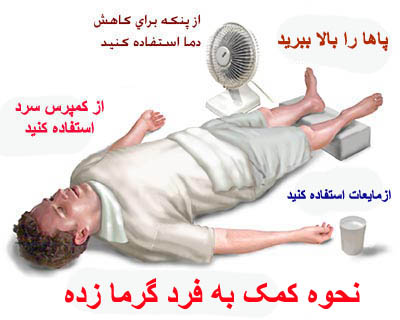 پاها را بالا ببرید
از پنکه برای کاهش
دما استفاده کنید
از کمپرس سرد
استفاده کنید
ازمایعات استفاده کنید
نحوه کمک به فرد گرما زده